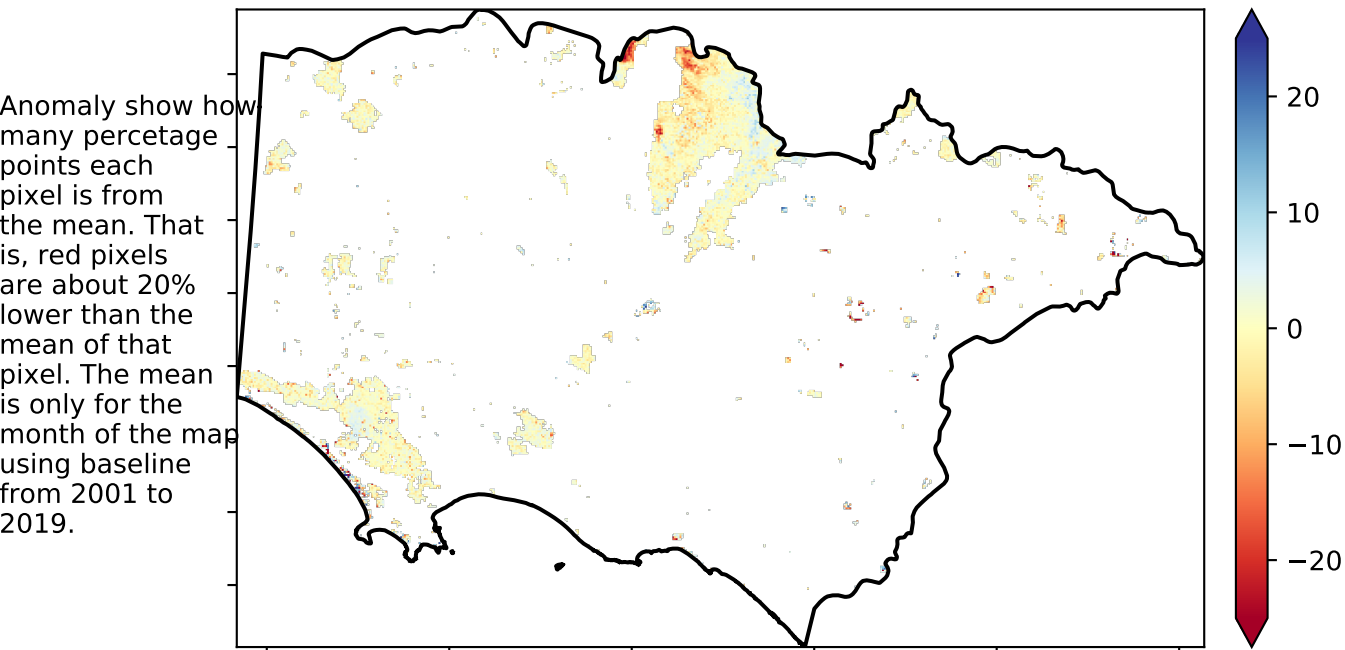 Anomaly show how
many percetage
points each
pixel is from
the mean. That
is, red pixels
are about 20%
lower than the
mean of that
pixel. The mean
is only for the
month of the map
using baseline
from 2001 to
2019.
20
10
0
−10
−20